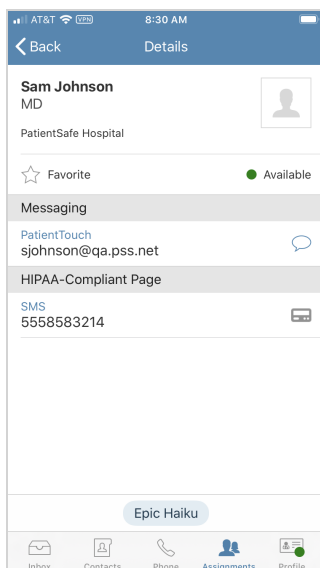 AT&T VPN 8:30 AM
Back Details
Sam Johnson
MD
PatientSafe Hospital
Favorite Available
Messaging
PatientTouch
sjohnson@qa.pss.net
HIPAA-Compliant Page
SMS
5558583214
Epic Haiku
Inbox Contacts Phone Assignments Profile